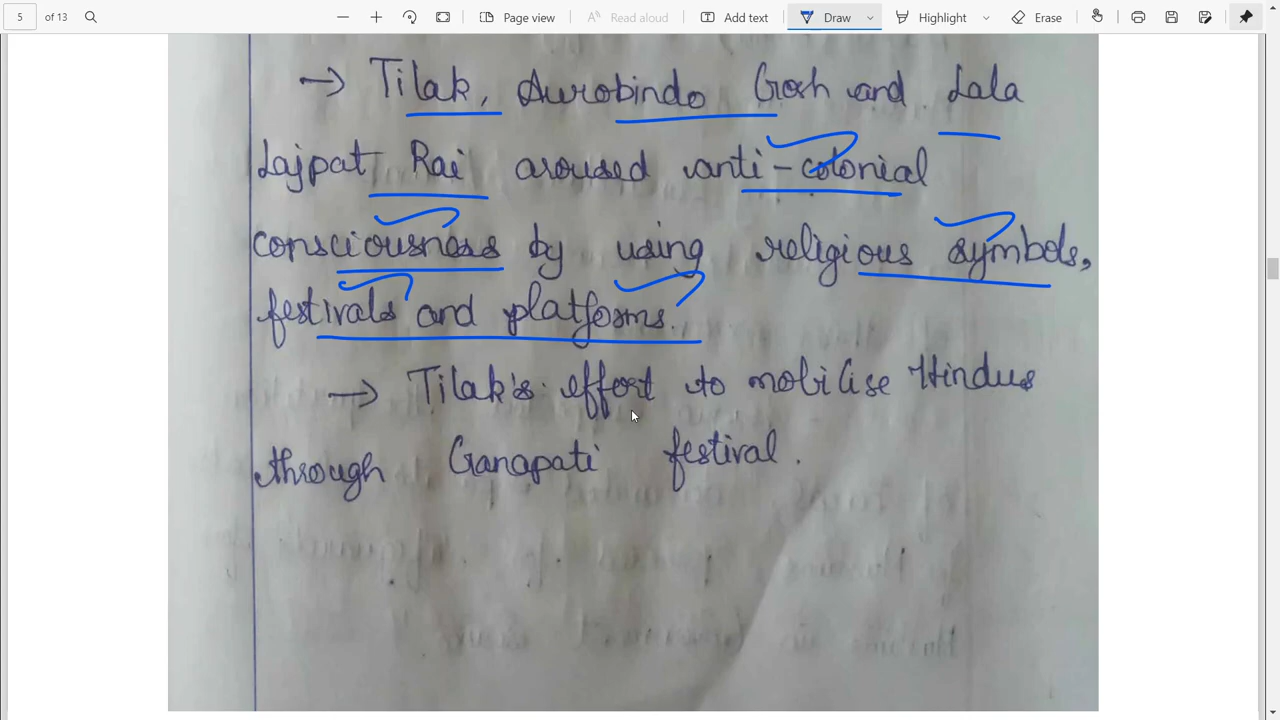 5 of 13 Page view Read aloud Add text Draw Highlight Erase
→ Tilak, Aurobindo Gosh and Lala
Lajpat Rai aroused anti-colonial
consciousness by using religious symbols,
festivals and platforms.
→ Tilak's effort to mobilise Hindus
through Ganapati festival.